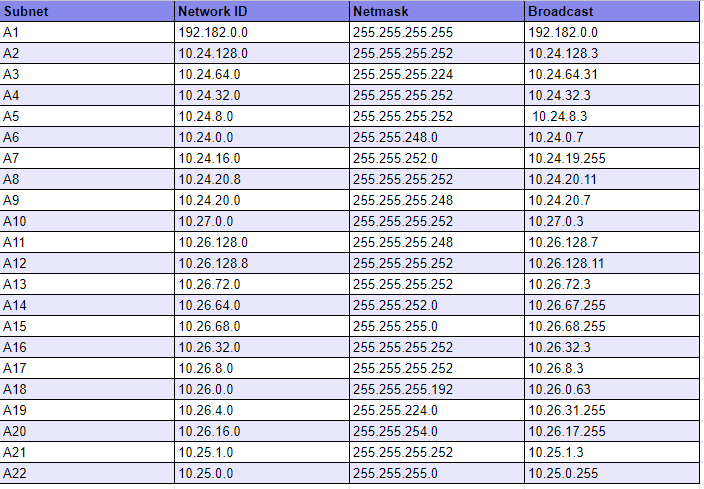 Subnet Network ID Netmask Broadcast
A1 192.182.0.0 255.255.255.255 192.182.0.0
A2 10.24.128.0 255.255.255.252 10.24.128.3
A3 10.24.64.0 255.255.255.224 10.24.64.31
A4 10.24.32.0 255.255.255.252 10.24.32.3
A5 10.24.8.0 255.255.255.252 10.24.8.3
A6 10.24.0.0 255.255.248.0 10.24.0.7
A7 10.24.16.0 255.255.252.0 10.24.19.255
A8 10.24.20.8 255.255.255.252 10.24.20.11
A9 10.24.20.0 255.255.255.248 10.24.20.7
A10 10.27.0.0 255.255.255.252 10.27.0.3
A11 10.26.128.0 255.255.255.248 10.26.128.7
A12 10.26.128.8 255.255.255.252 10.26.128.11
A13 10.26.72.0 255.255.255.252 10.26.72.3
A14 10.26.64.0 255.255.252.0 10.26.67.255
A15 10.26.68.0 255.255.255.0 10.26.68.255
A16 10.26.32.0 255.255.255.252 10.26.32.3
A17 10.26.8.0 255.255.255.252 10.26.8.3
A18 10.26.0.0 255.255.255.192 10.26.0.63
A19 10.26.4.0 255.255.224.0 10.26.31.255
A20 10.26.16.0 255.255.254.0 10.26.17.255
A21 10.25.1.0 255.255.255.252 10.25.1.3
A22 10.25.0.0 255.255.255.0 10.25.0.255